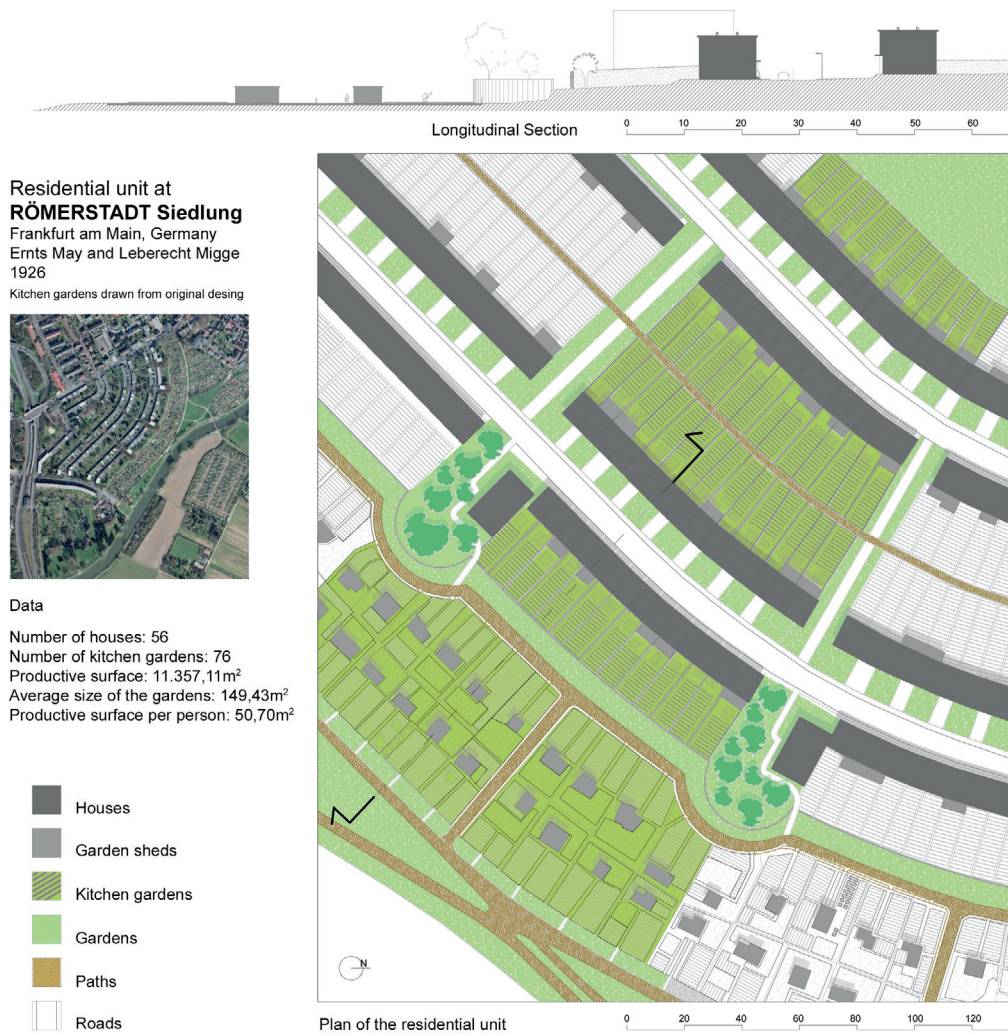 Longitudinal Section
0 10 20 30 40 50 60
Residential unit at
RÖMERSTADT Siedlung
Frankfurt am Main, Germany
Ernts May and Leberecht Migge
1926
Kitchen gardens drawn from original desing
Data
Number of houses: 56
Number of kitchen gardens: 76
Productive surface: 11.357,11m²
Average size of the gardens: 149,43m²
Productive surface per person: 50,70m²
Houses
Garden sheds
Kitchen gardens
Gardens
Paths
Roads
N
Plan of the residential unit
0 20 40 60 80 100 120